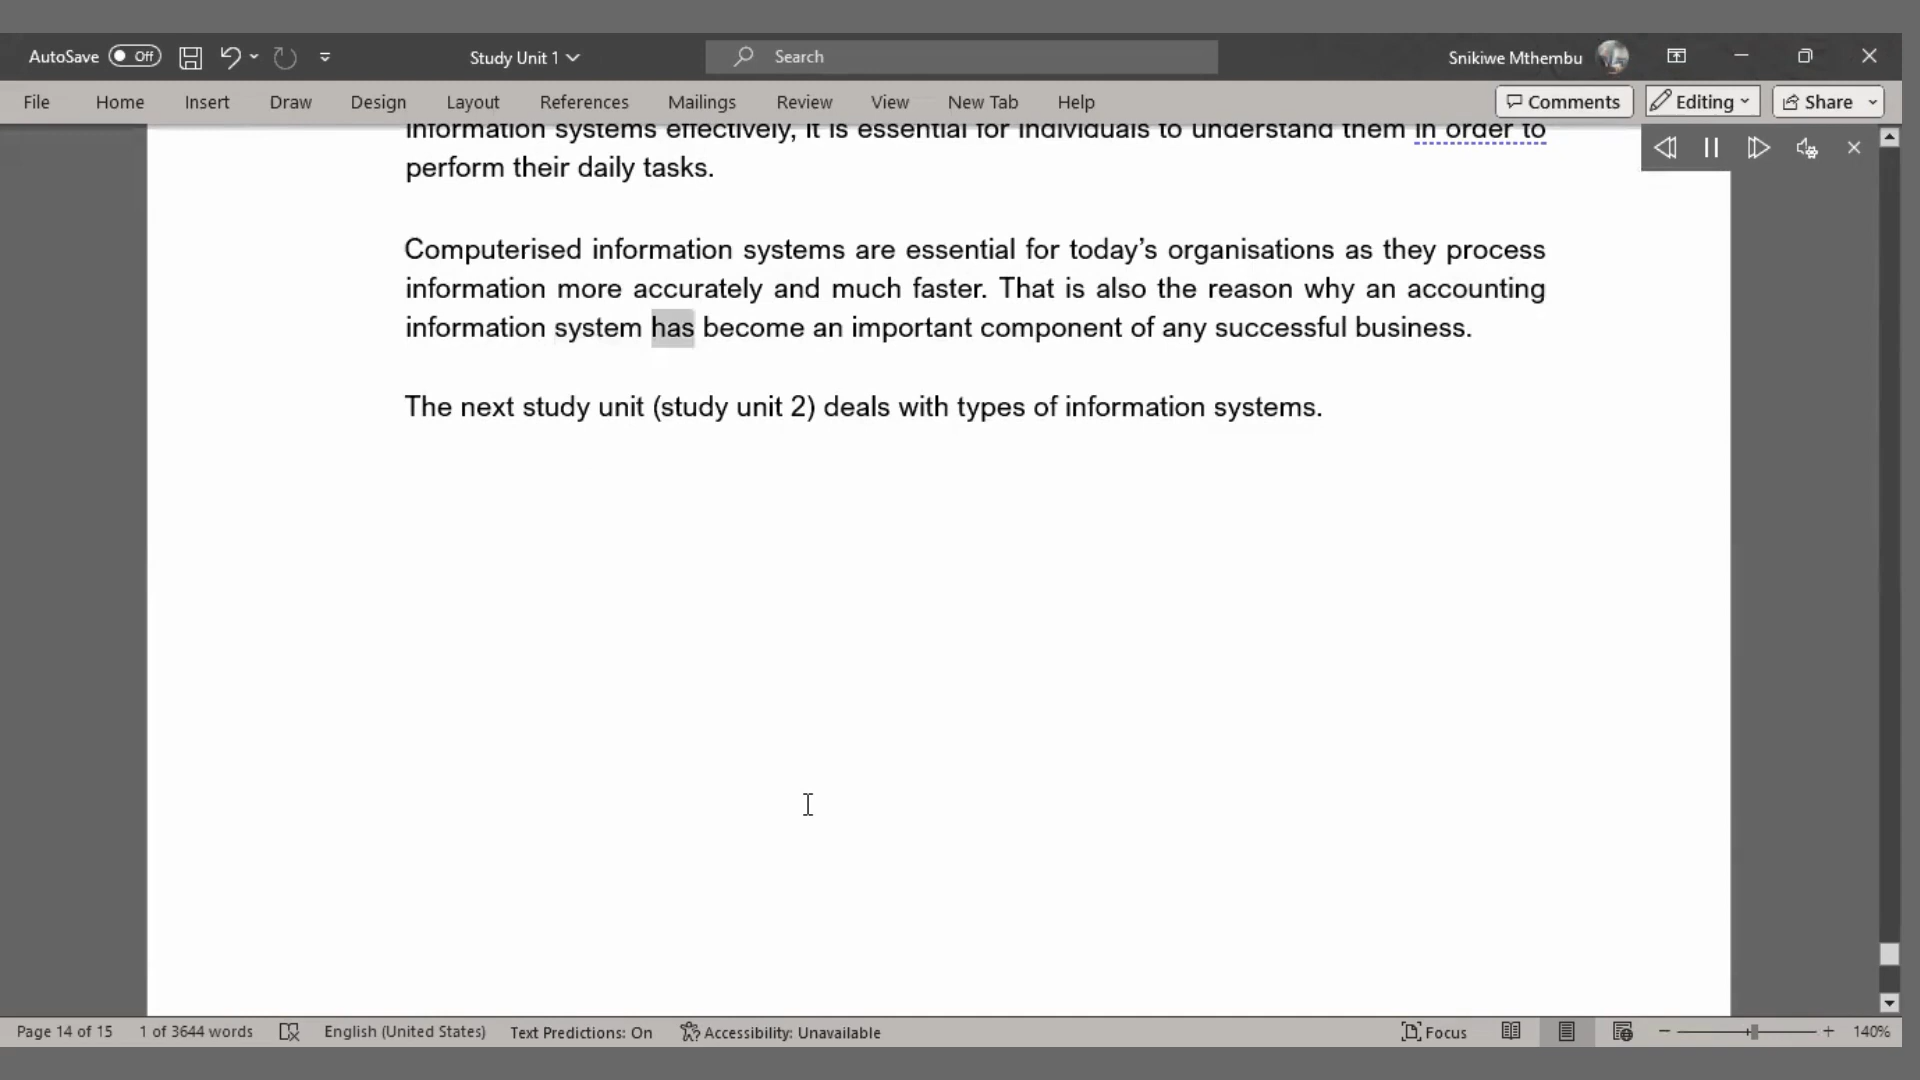 AutoSave Off Study Unit 1 Search Snikiwe Mthembu
File Home Insert Draw Design Layout References Mailings Review View New Tab Help Comments Editing Share
information systems effectively, it is essential for individuals to understand them in order to
perform their daily tasks.
Computerised information systems are essential for today’s organisations as they process
information more accurately and much faster. That is also the reason why an accounting
information system has become an important component of any successful business.
The next study unit (study unit 2) deals with types of information systems.
Page 14 of 15 1 of 3644 words English (United States) Text Predictions: On Accessibility: Unavailable Focus 140%